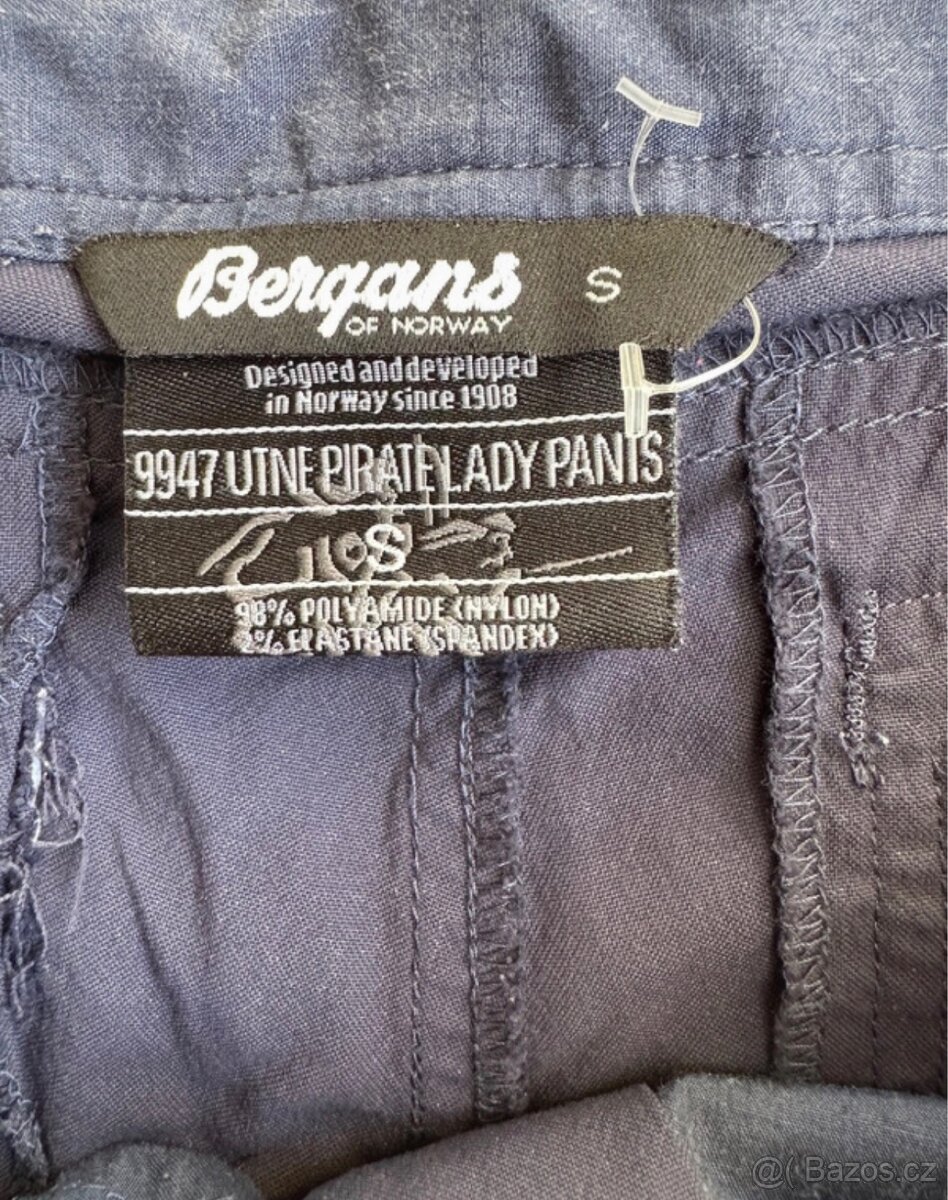 Bergans S
OF NORWAY
Designed and developed
in Norway since 1908
9947 UTNE PIRATE LADY PANTS
S
98% POLYAMIDE (NYLON)
2% ELASTANE (SPANDEX)
@( Bazos.cz